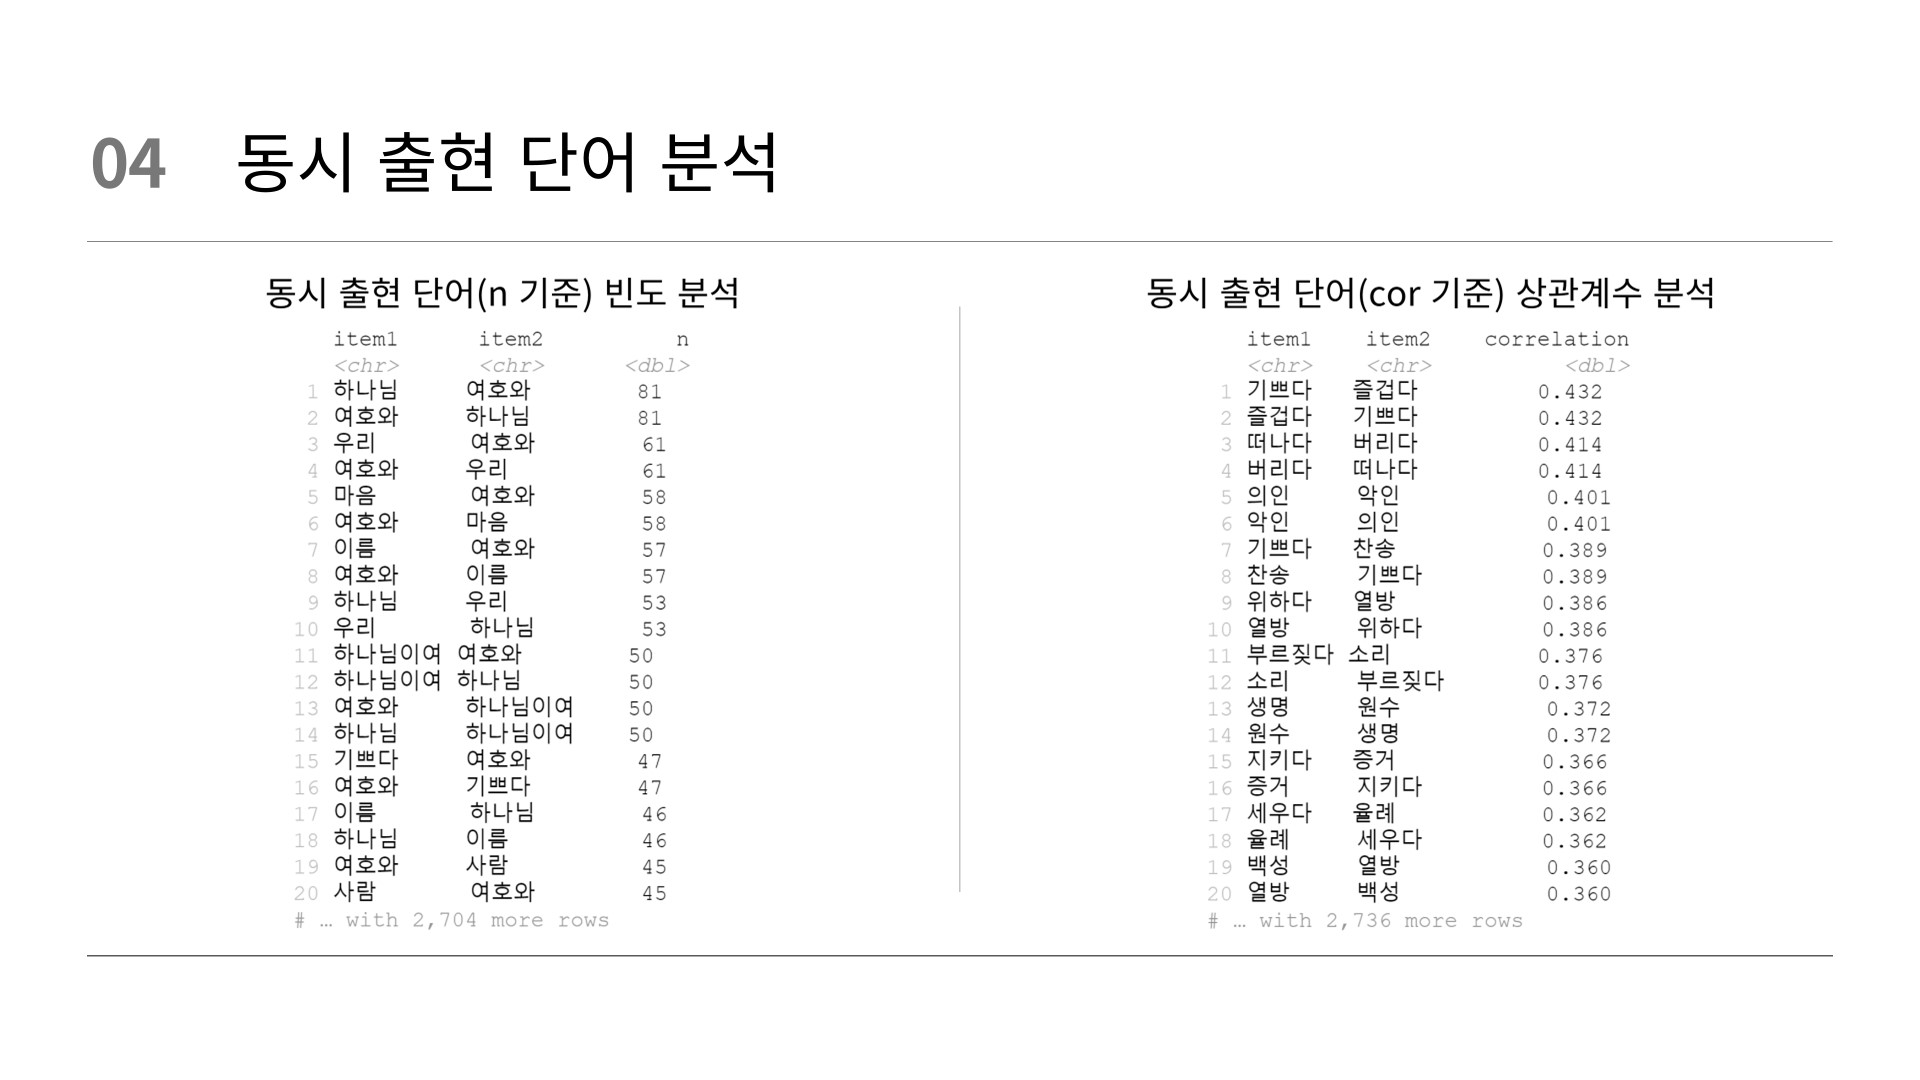 04 동시 출현 단어 분석
동시 출현 단어(n 기준) 빈도 분석
item1 item2 n
<chr> <chr> <dbl>
1 하나님 여호와 81
2 여호와 하나님 81
3 우리 여호와 61
4 여호와 우리 61
5 마음 여호와 58
6 여호와 마음 58
7 이름 여호와 57
8 여호와 이름 57
9 하나님 우리 53
10 우리 하나님 53
11 하나님이여 여호와 50
12 하나님이여 하나님 50
13 여호와 하나님이여 50
14 하나님 하나님이여 50
15 기쁘다 여호와 47
16 여호와 기쁘다 47
17 이름 하나님 46
18 하나님 이름 46
19 여호와 사람 45
20 사람 여호와 45
# … with 2,704 more rows
동시 출현 단어(cor 기준) 상관계수 분석
item1 item2 correlation
<chr> <chr> <dbl>
1 기쁘다 즐겁다 0.432
2 즐겁다 기쁘다 0.432
3 떠나다 버리다 0.414
4 버리다 떠나다 0.414
5 의인 악인 0.401
6 악인 의인 0.401
7 기쁘다 찬송 0.389
8 찬송 기쁘다 0.389
9 위하다 열방 0.386
10 열방 위하다 0.386
11 부르짖다 소리 0.376
12 소리 부르짖다 0.376
13 생명 원수 0.372
14 원수 생명 0.372
15 지키다 증거 0.366
16 증거 지키다 0.366
17 세우다 율례 0.362
18 율례 세우다 0.362
19 백성 열방 0.360
20 열방 백성 0.360
# … with 2,736 more rows